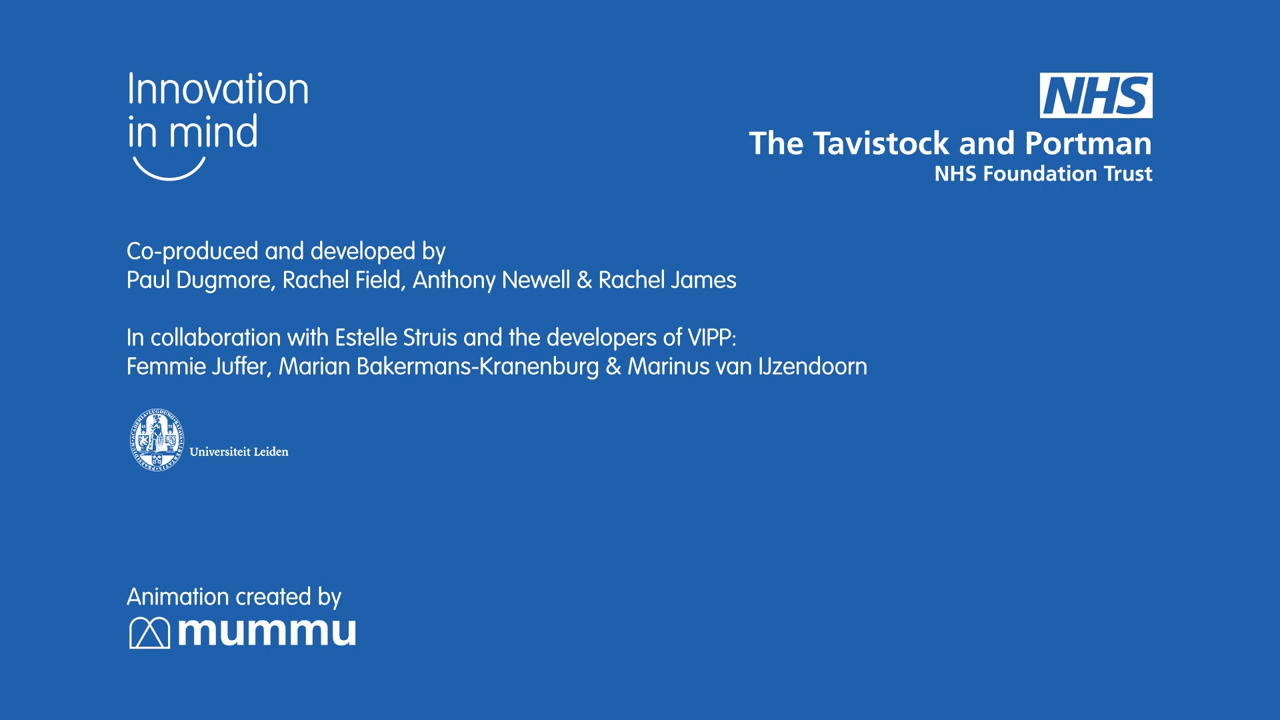 Innovation
in mind
NHS
The Tavistock and Portman
NHS Foundation Trust
Co-produced and developed by
Paul Dugmore, Rachel Field, Anthony Newell & Rachel James
In collaboration with Estelle Struis and the developers of VIPP:
Femmie Juffer, Marian Bakermans-Kranenburg & Marinus van IJzendoorn
Universiteit Leiden
Animation created by
mummu